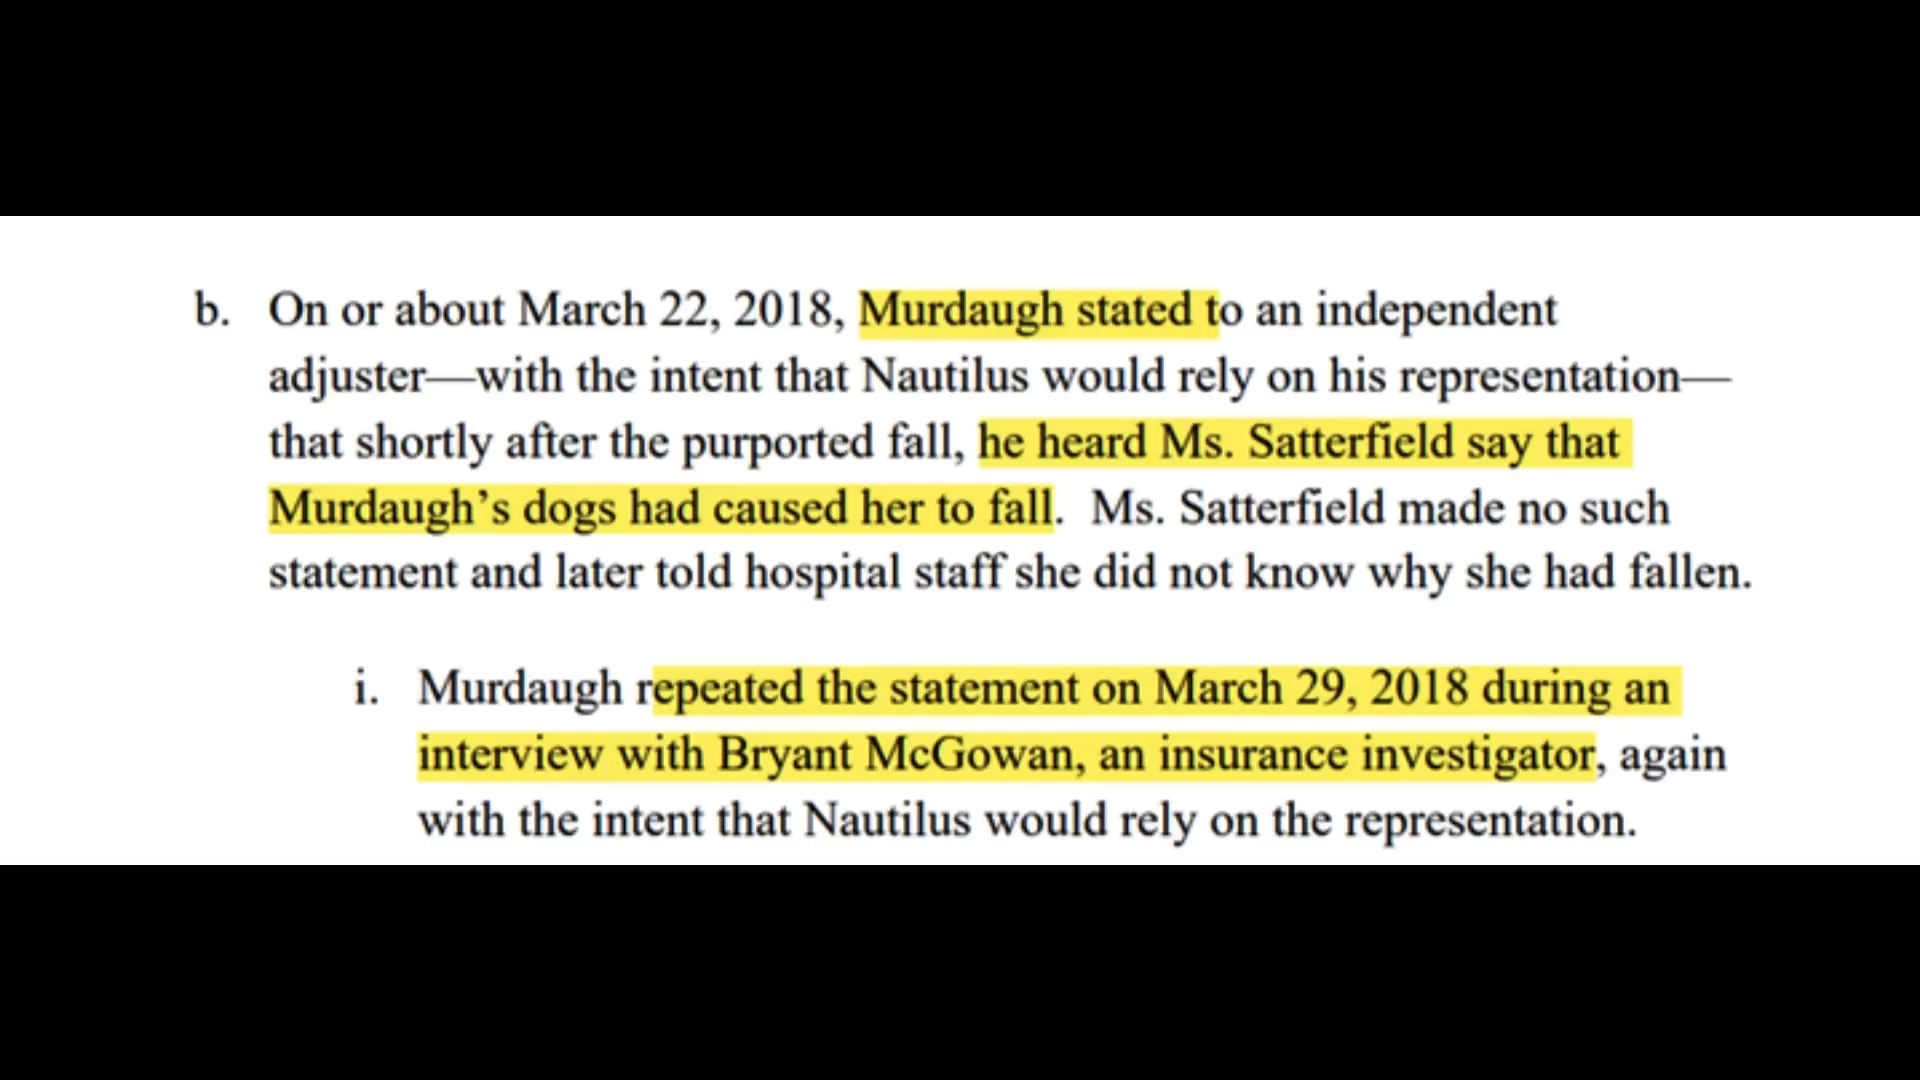 b. On or about March 22, 2018, Murdaugh stated to an independent
adjuster—with the intent that Nautilus would rely on his representation—
that shortly after the purported fall, he heard Ms. Satterfield say that
Murdaugh’s dogs had caused her to fall. Ms. Satterfield made no such
statement and later told hospital staff she did not know why she had fallen.
i. Murdaugh repeated the statement on March 29, 2018 during an
interview with Bryant McGowan, an insurance investigator, again
with the intent that Nautilus would rely on the representation.